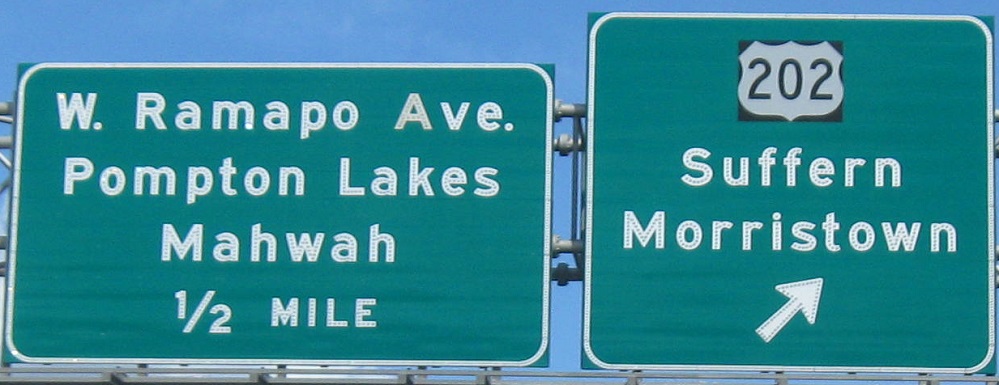 W. Ramapo Ave.
Pompton Lakes
Mahwah
1/2 MILE
202
Suffern
Morristown